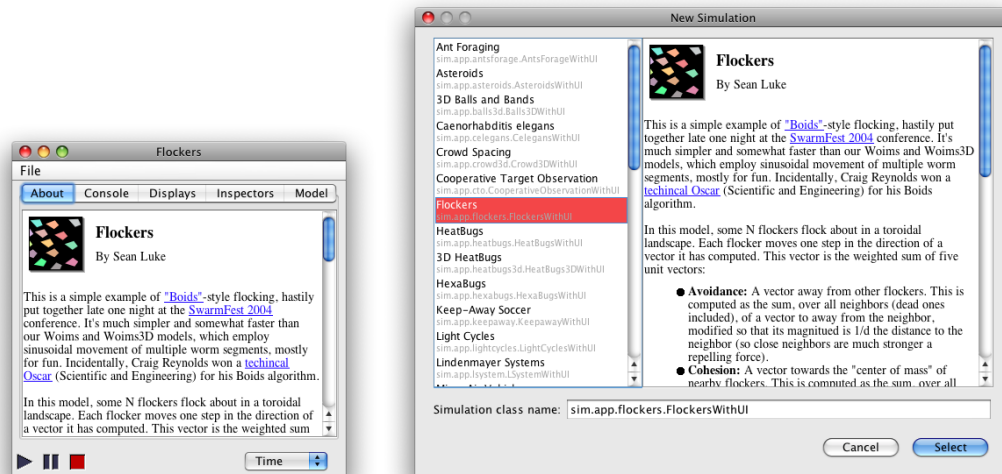 Flockers
File
About Console Displays Inspectors Model
Flockers
By Sean Luke
This is a simple example of "Boids"-style flocking, hastily
put together late one night at the SwarmFest 2004
conference. It's much simpler and somewhat faster than
our Woims and Woims3D models, which employ
sinusoidal movement of multiple worm segments, mostly
for fun. Incidentally, Craig Reynolds won a techincal
Oscar (Scientific and Engineering) for his Boids algorithm.
In this model, some N flockers flock about in a toroidal
landscape. Each flocker moves one step in the direction of
a vector it has computed. This vector is the weighted sum
Time
New Simulation
Ant Foraging
sim.app.antsforage.AntsForageWithUI
Asteroids
sim.app.asteroids.AsteroidsWithUI
3D Balls and Bands
sim.app.balls3d.Balls3DWithUI
Caenorhabditis elegans
sim.app.celegans.CelegansWithUI
Crowd Spacing
sim.app.crowd3d.Crowd3DWithUI
Cooperative Target Observation
sim.app.cto.CooperativeObservationWithUI
Flockers
sim.app.flockers.FlockersWithUI
HeatBugs
sim.app.heatbugs.HeatBugsWithUI
3D HeatBugs
sim.app.heatbugs3d.HeatBugs3DWithUI
HexaBugs
sim.app.hexabugs.HexaBugsWithUI
Keep-Away Soccer
sim.app.keepaway.KeepawayWithUI
Light Cycles
sim.app.lightcycles.LightCyclesWithUI
Lindenmayer Systems
sim.app.lsystem.LSystemWithUI
Flockers
By Sean Luke
This is a simple example of "Boids"-style flocking, hastily put
together late one night at the SwarmFest 2004 conference. It's
much simpler and somewhat faster than our Woims and Woims3D
models, which employ sinusoidal movement of multiple worm
segments, mostly for fun. Incidentally, Craig Reynolds won a
techincal Oscar (Scientific and Engineering) for his Boids
algorithm.
In this model, some N flockers flock about in a toroidal
landscape. Each flocker moves one step in the direction of a
vector it has computed. This vector is the weighted sum of five
unit vectors:
● Avoidance: A vector away from other flockers. This is
computed as the sum, over all neighbors (dead ones
included), of a vector to away from the neighbor,
modified so that its magnitued is 1/d the distance to the
neighbor (so close neighbors are much stronger a
repelling force).
● Cohesion: A vector towards the "center of mass" of
nearby flockers. This is computed as the sum, over all
Simulation class name: sim.app.flockers.FlockersWithUI
Cancel Select